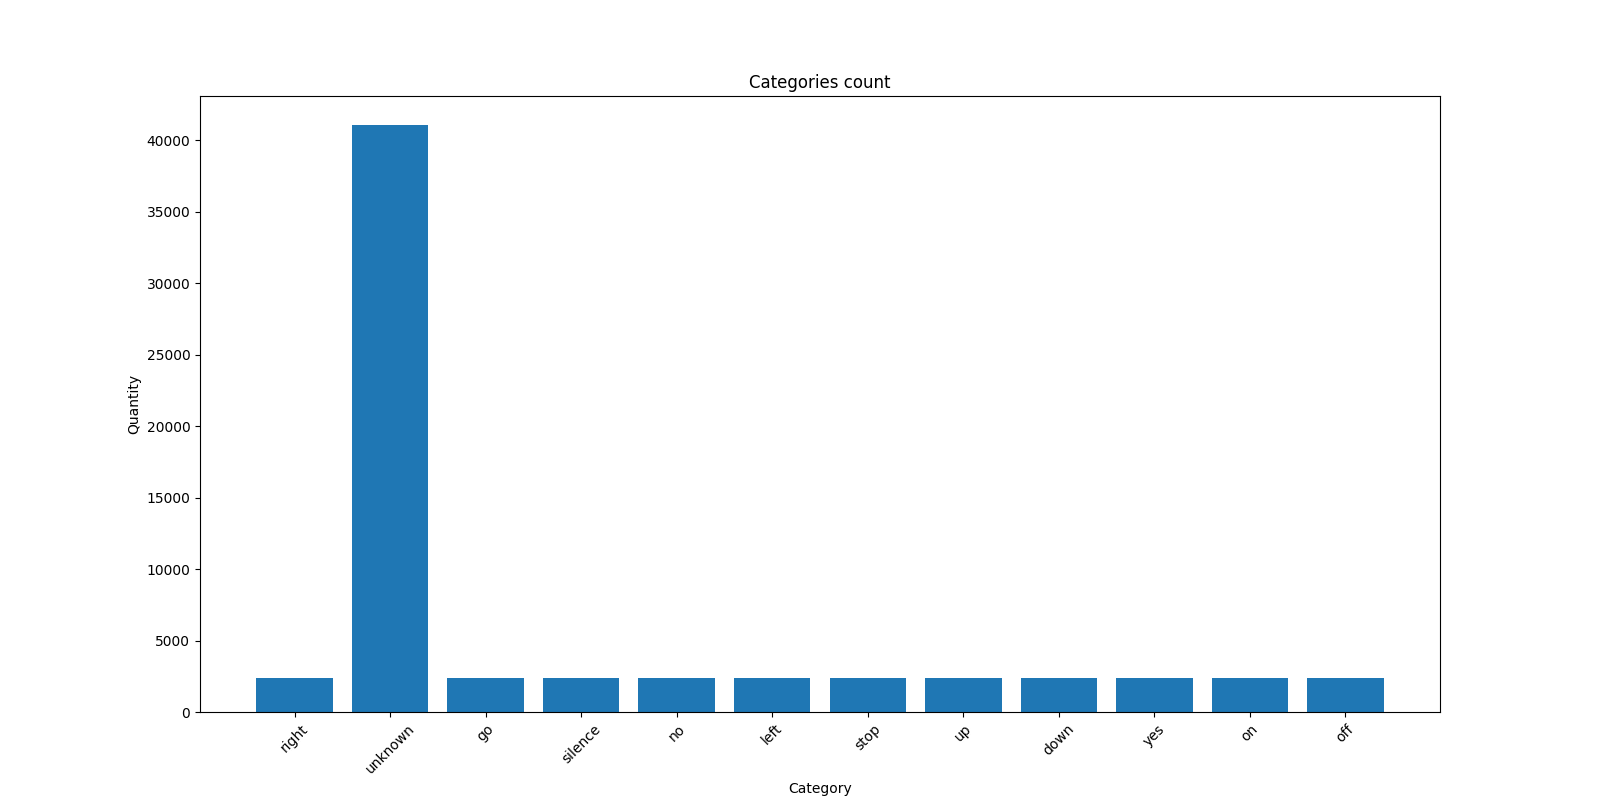 Categories count
Quantity
40000
35000
30000
25000
20000
15000
10000
5000
0
right
unknown
go
silence
no
left
stop
up
down
yes
on
off
Category